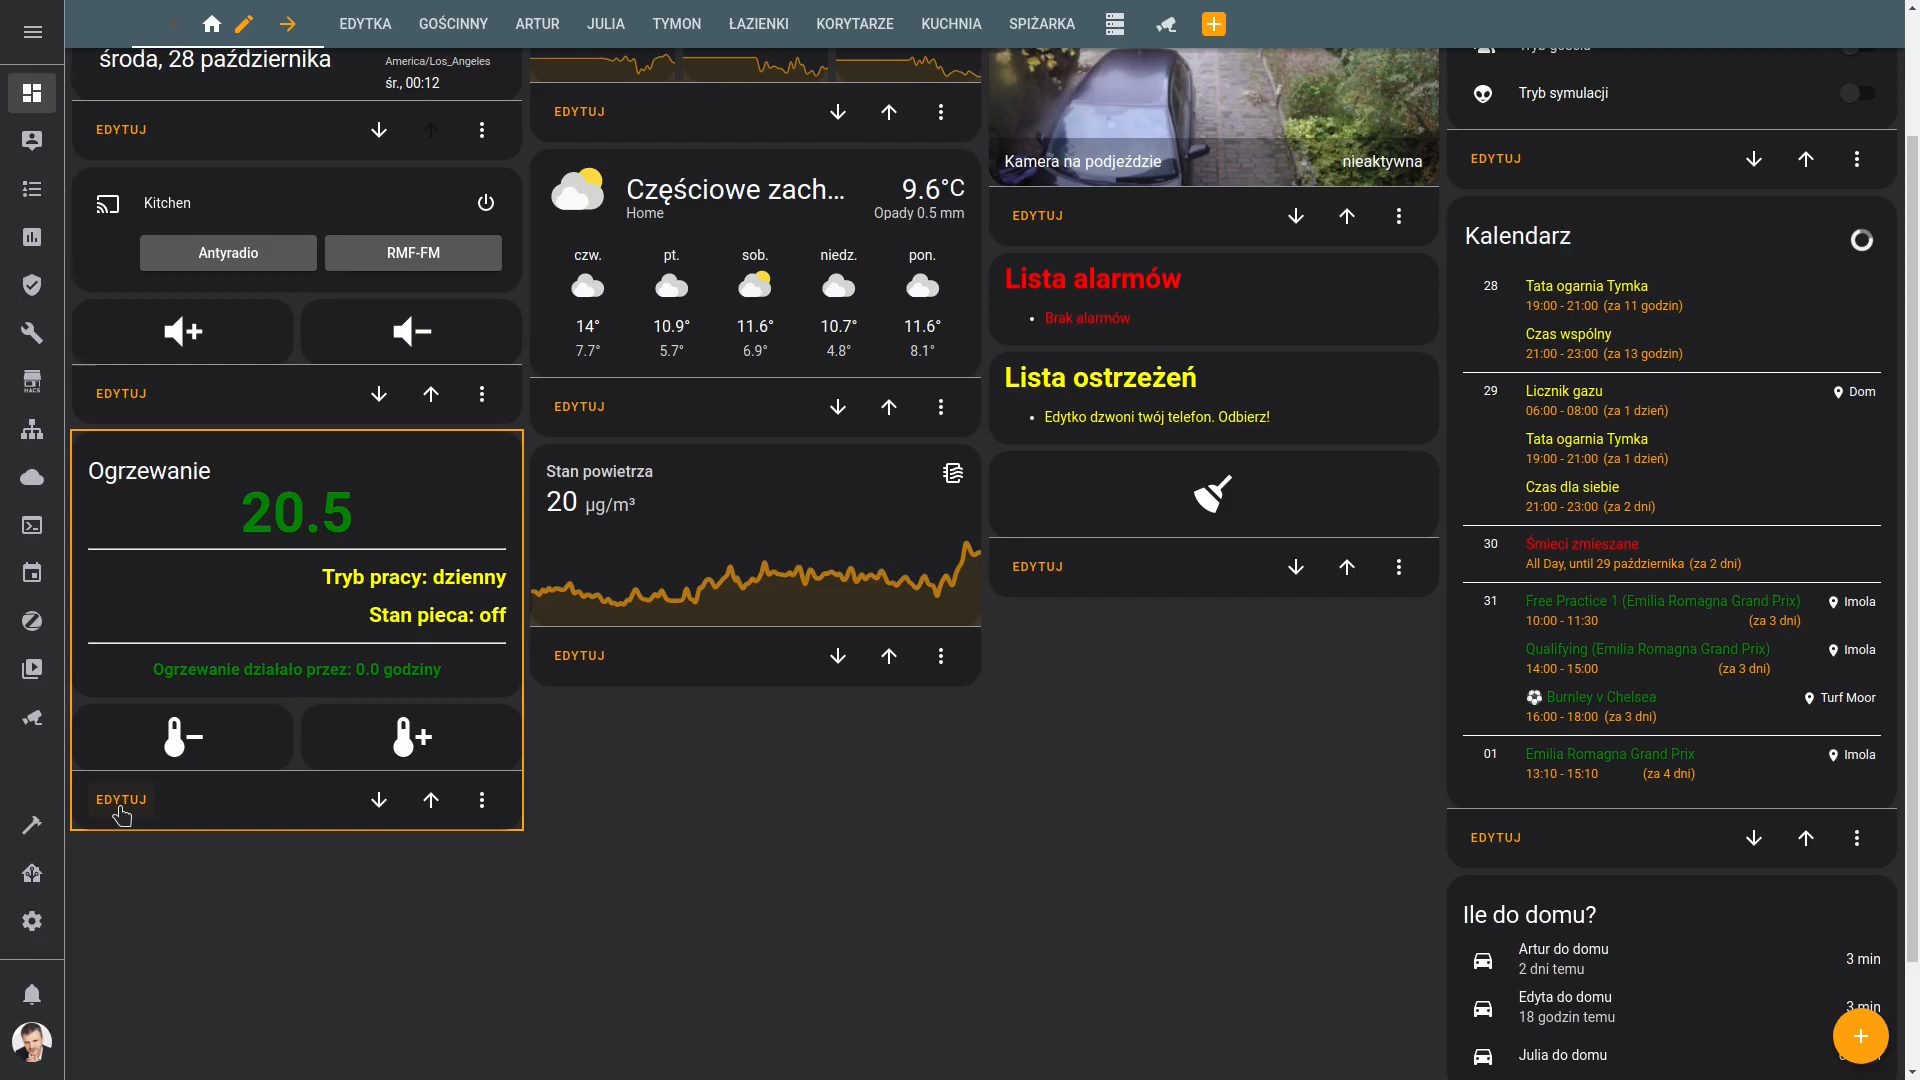 EDYTKA
GOŚCINNY
ARTUR
JULIA
TYMON
ŁAZIENKI
KORYTARZE
KUCHNIA
SPIŻARKA
HACS
środa, 28 października
America/Los_Angeles
śr., 00:12
EDYTUJ
Kitchen
Antyradio
RMF-FM
EDYTUJ
Ogrzewanie
20.5
Tryb pracy: dzienny
Stan pieca: off
Ogrzewanie działało przez: 0.0 godziny
EDYTUJ
EDYTUJ
Częściowe zach...
9.6°C
Home
Opady 0.5 mm
czw. pt. sob. niedz. pon.
14° 10.9° 11.6° 10.7° 11.6°
7.7° 5.7° 6.9° 4.8° 8.1°
EDYTUJ
Stan powietrza
20 µg/m³
EDYTUJ
Kamera na podjeździe
nieaktywna
EDYTUJ
Lista alarmów
Brak alarmów
Lista ostrzeżeń
Edytko dzwoni twój telefon. Odbierz!
EDYTUJ
Tryb gościa
Tryb symulacji
EDYTUJ
Kalendarz
28
Tata ogarnia Tymka
19:00 - 21:00 (za 11 godzin)
Czas wspólny
21:00 - 23:00 (za 13 godzin)
29
Licznik gazu
Dom
06:00 - 08:00 (za 1 dzień)
Tata ogarnia Tymka
19:00 - 21:00 (za 1 dzień)
Czas dla siebie
21:00 - 23:00 (za 2 dni)
30
Śmieci zmieszane
All Day, until 29 października (za 2 dni)
31
Free Practice 1 (Emilia Romagna Grand Prix)
Imola
10:00 - 11:30 (za 3 dni)
Qualifying (Emilia Romagna Grand Prix)
Imola
14:00 - 15:00 (za 3 dni)
Burnley v Chelsea
Turf Moor
16:00 - 18:00 (za 3 dni)
01
Emilia Romagna Grand Prix
Imola
13:10 - 15:10 (za 4 dni)
EDYTUJ
Ile do domu?
Artur do domu
2 dni temu
3 min
Edyta do domu
18 godzin temu
3 min
Julia do domu